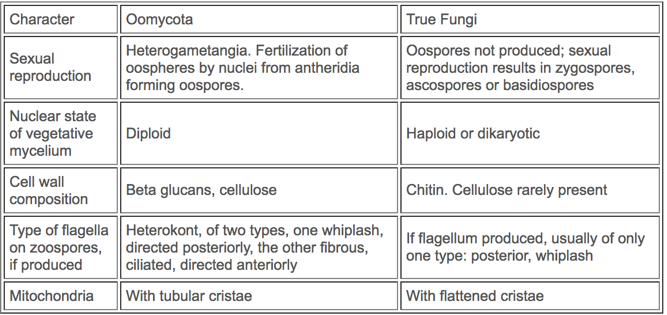 Character
Oomycota
True Fungi
Sexual
reproduction
Heterogametangia. Fertilization of
oospheres by nuclei from antheridia
forming oospores.
Oospores not produced; sexual
reproduction results in zygospores,
ascospores or basidiospores
Nuclear state
of vegetative
mycelium
Diploid
Haploid or dikaryotic
Cell wall
composition
Beta glucans, cellulose
Chitin. Cellulose rarely present
Type of flagella
on zoospores,
if produced
Heterokont, of two types, one whiplash,
directed posteriorly, the other fibrous,
ciliated, directed anteriorly
If flagellum produced, usually of only
one type: posterior, whiplash
Mitochondria
With tubular cristae
With flattened cristae